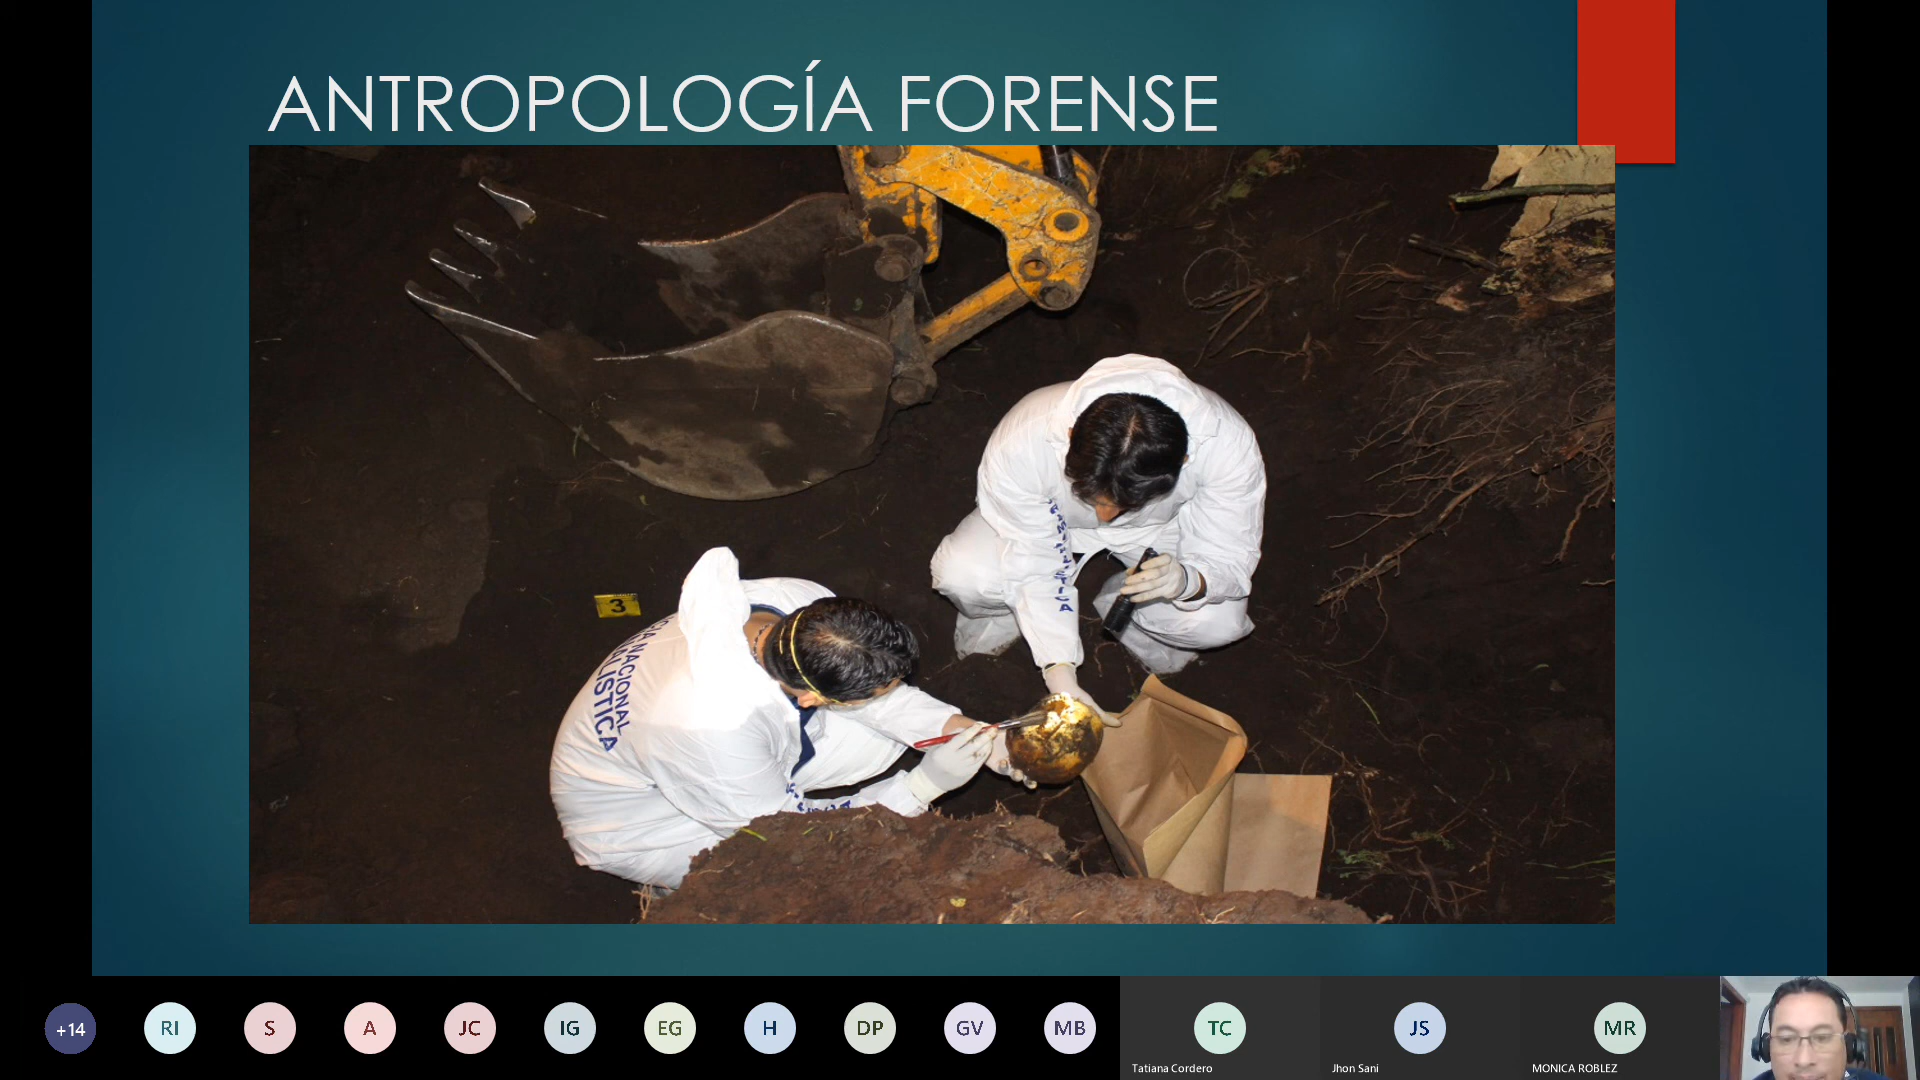 ANTROPOLOGÍA FORENSE
3
NACIONAL
+14
RI
S
A
JC
IG
EG
H
DP
GV
MB
TC
JS
MR
Tatiana Cordero
Jhon Sani
MONICA ROBLEZ